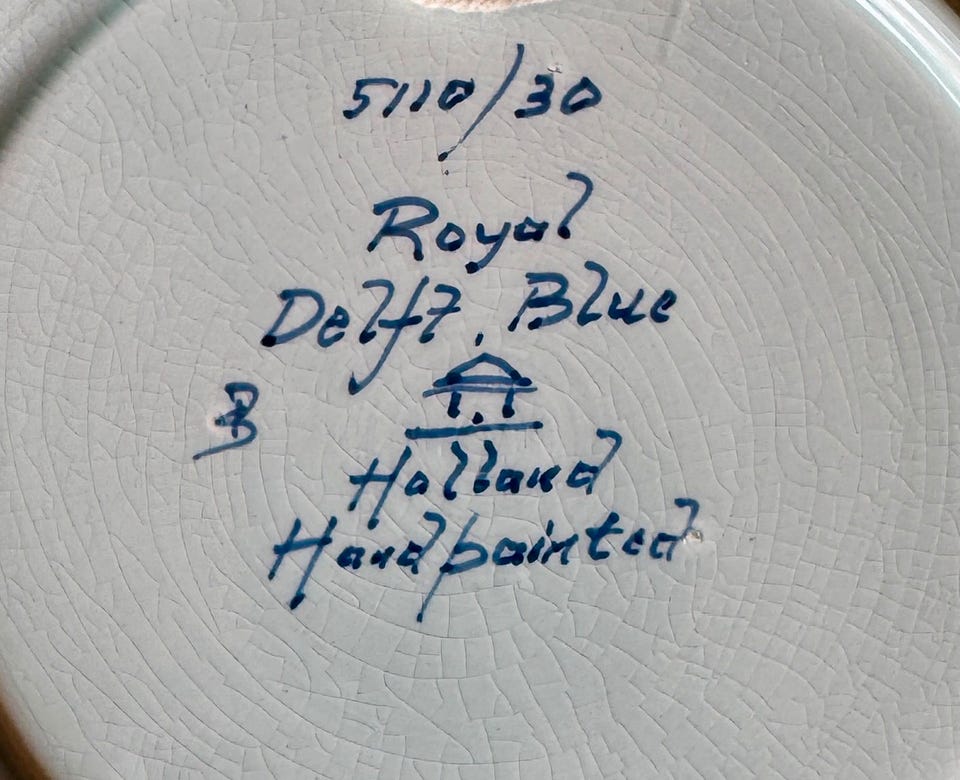 5110/30
Royal
Delft Blue
B
Holland
Handpainted